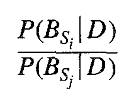 P(B_{S_i} | D)
P(B_{S_j} | D)